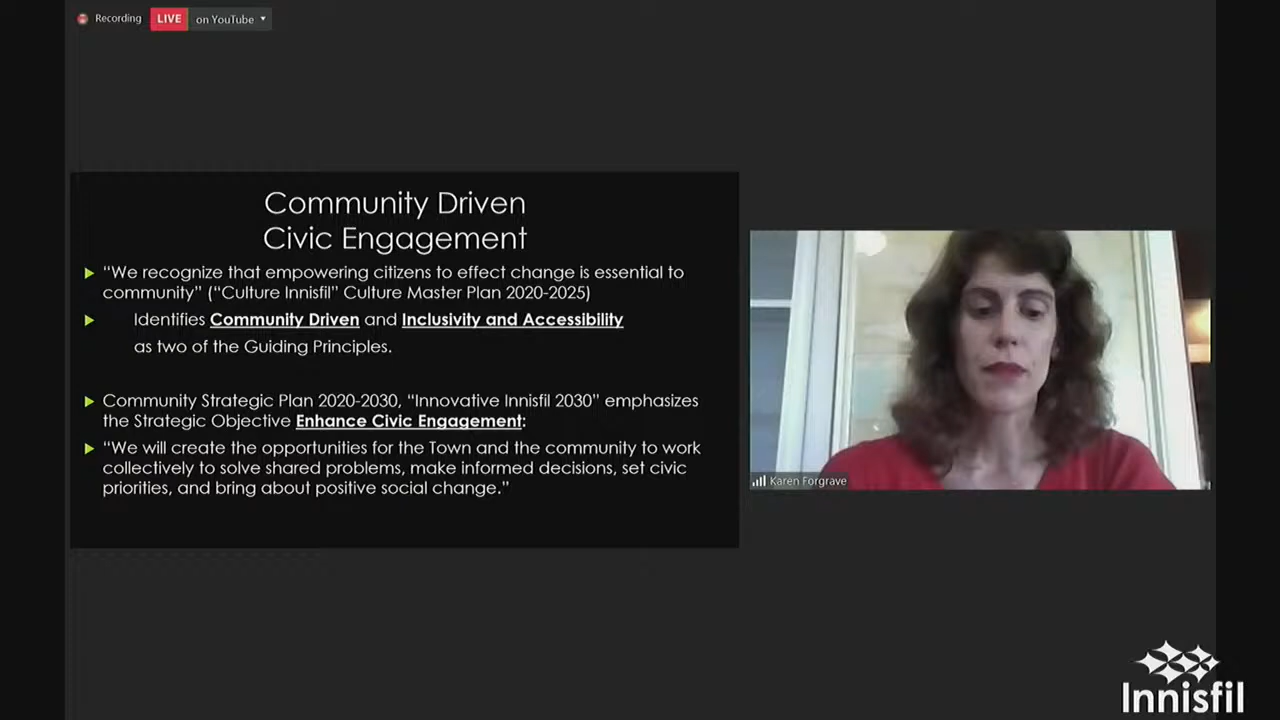 Recording LIVE on YouTube
Community Driven
Civic Engagement
“We recognize that empowering citizens to effect change is essential to
community” (“Culture Innisfil” Culture Master Plan 2020-2025)
Identifies Community Driven and Inclusivity and Accessibility
as two of the Guiding Principles.
Community Strategic Plan 2020-2030, “Innovative Innisfil 2030” emphasizes
the Strategic Objective Enhance Civic Engagement:
“We will create the opportunities for the Town and the community to work
collectively to solve shared problems, make informed decisions, set civic
priorities, and bring about positive social change.”
Karen Forgrave
Innisfil